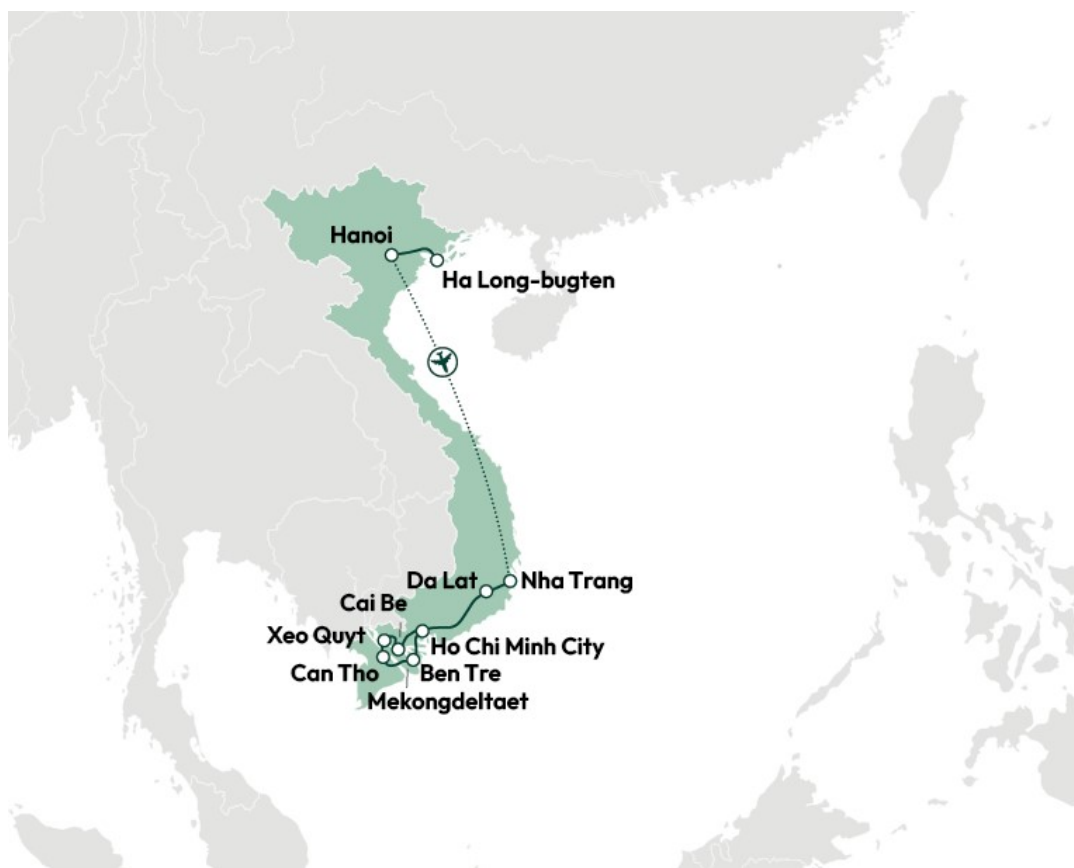 Hanoi
Ha Long-bugten
Da Lat
Nha Trang
Cai Be
Xeo Quyt
Ho Chi Minh City
Can Tho
Ben Tre
Mekongdeltaet